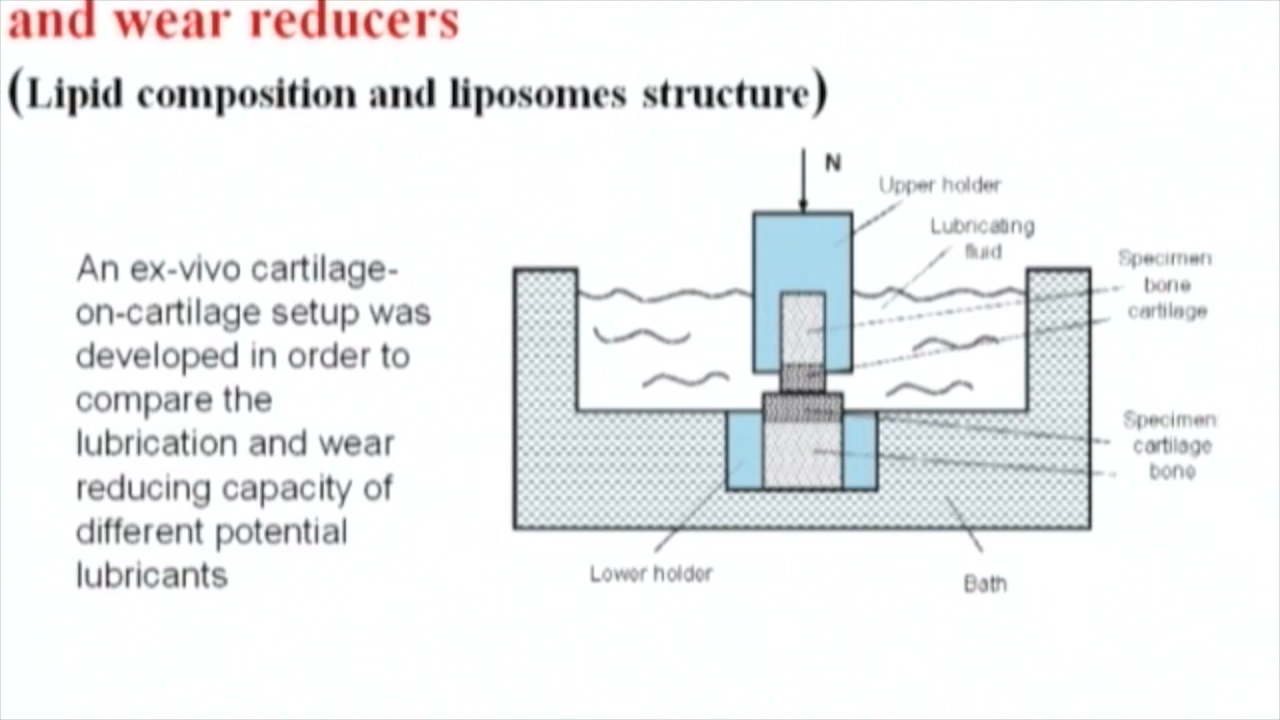 and wear reducers
(Lipid composition and liposomes structure)
N
Upper holder
Lubricating
fluid
Specimen
bone
cartilage
An ex-vivo cartilage-
on-cartilage setup was
developed in order to
compare the
lubrication and wear
reducing capacity of
different potential
lubricants
Specimen
cartilage
bone
Lower holder
Bath